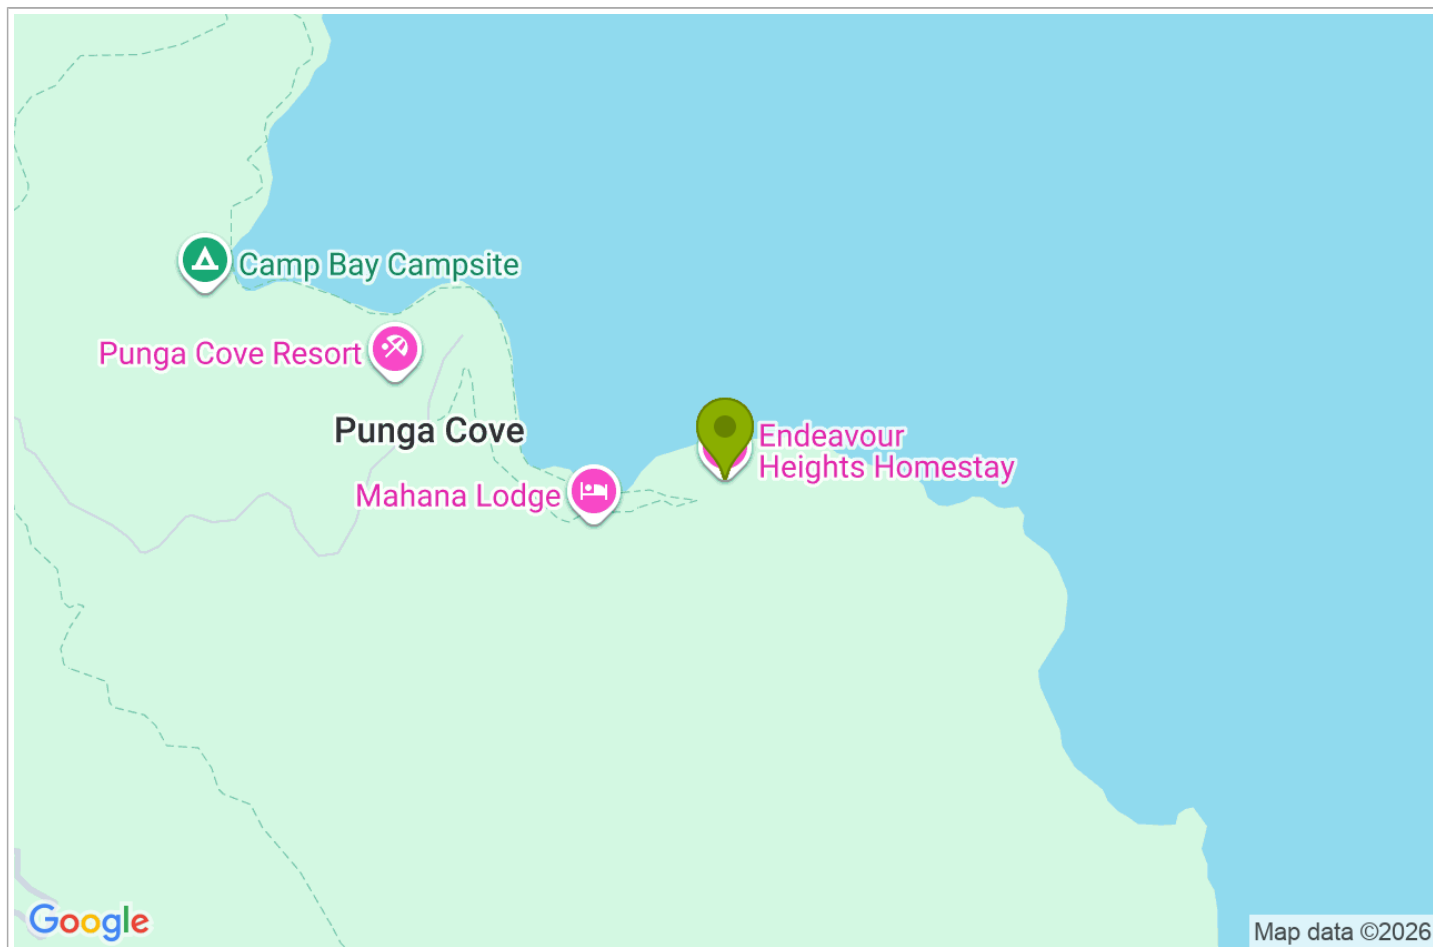 Camp Bay Campsite
Punga Cove Resort
Punga Cove
Endeavour
Heights Homestay
Mahana Lodge
Google
Map data ©2026